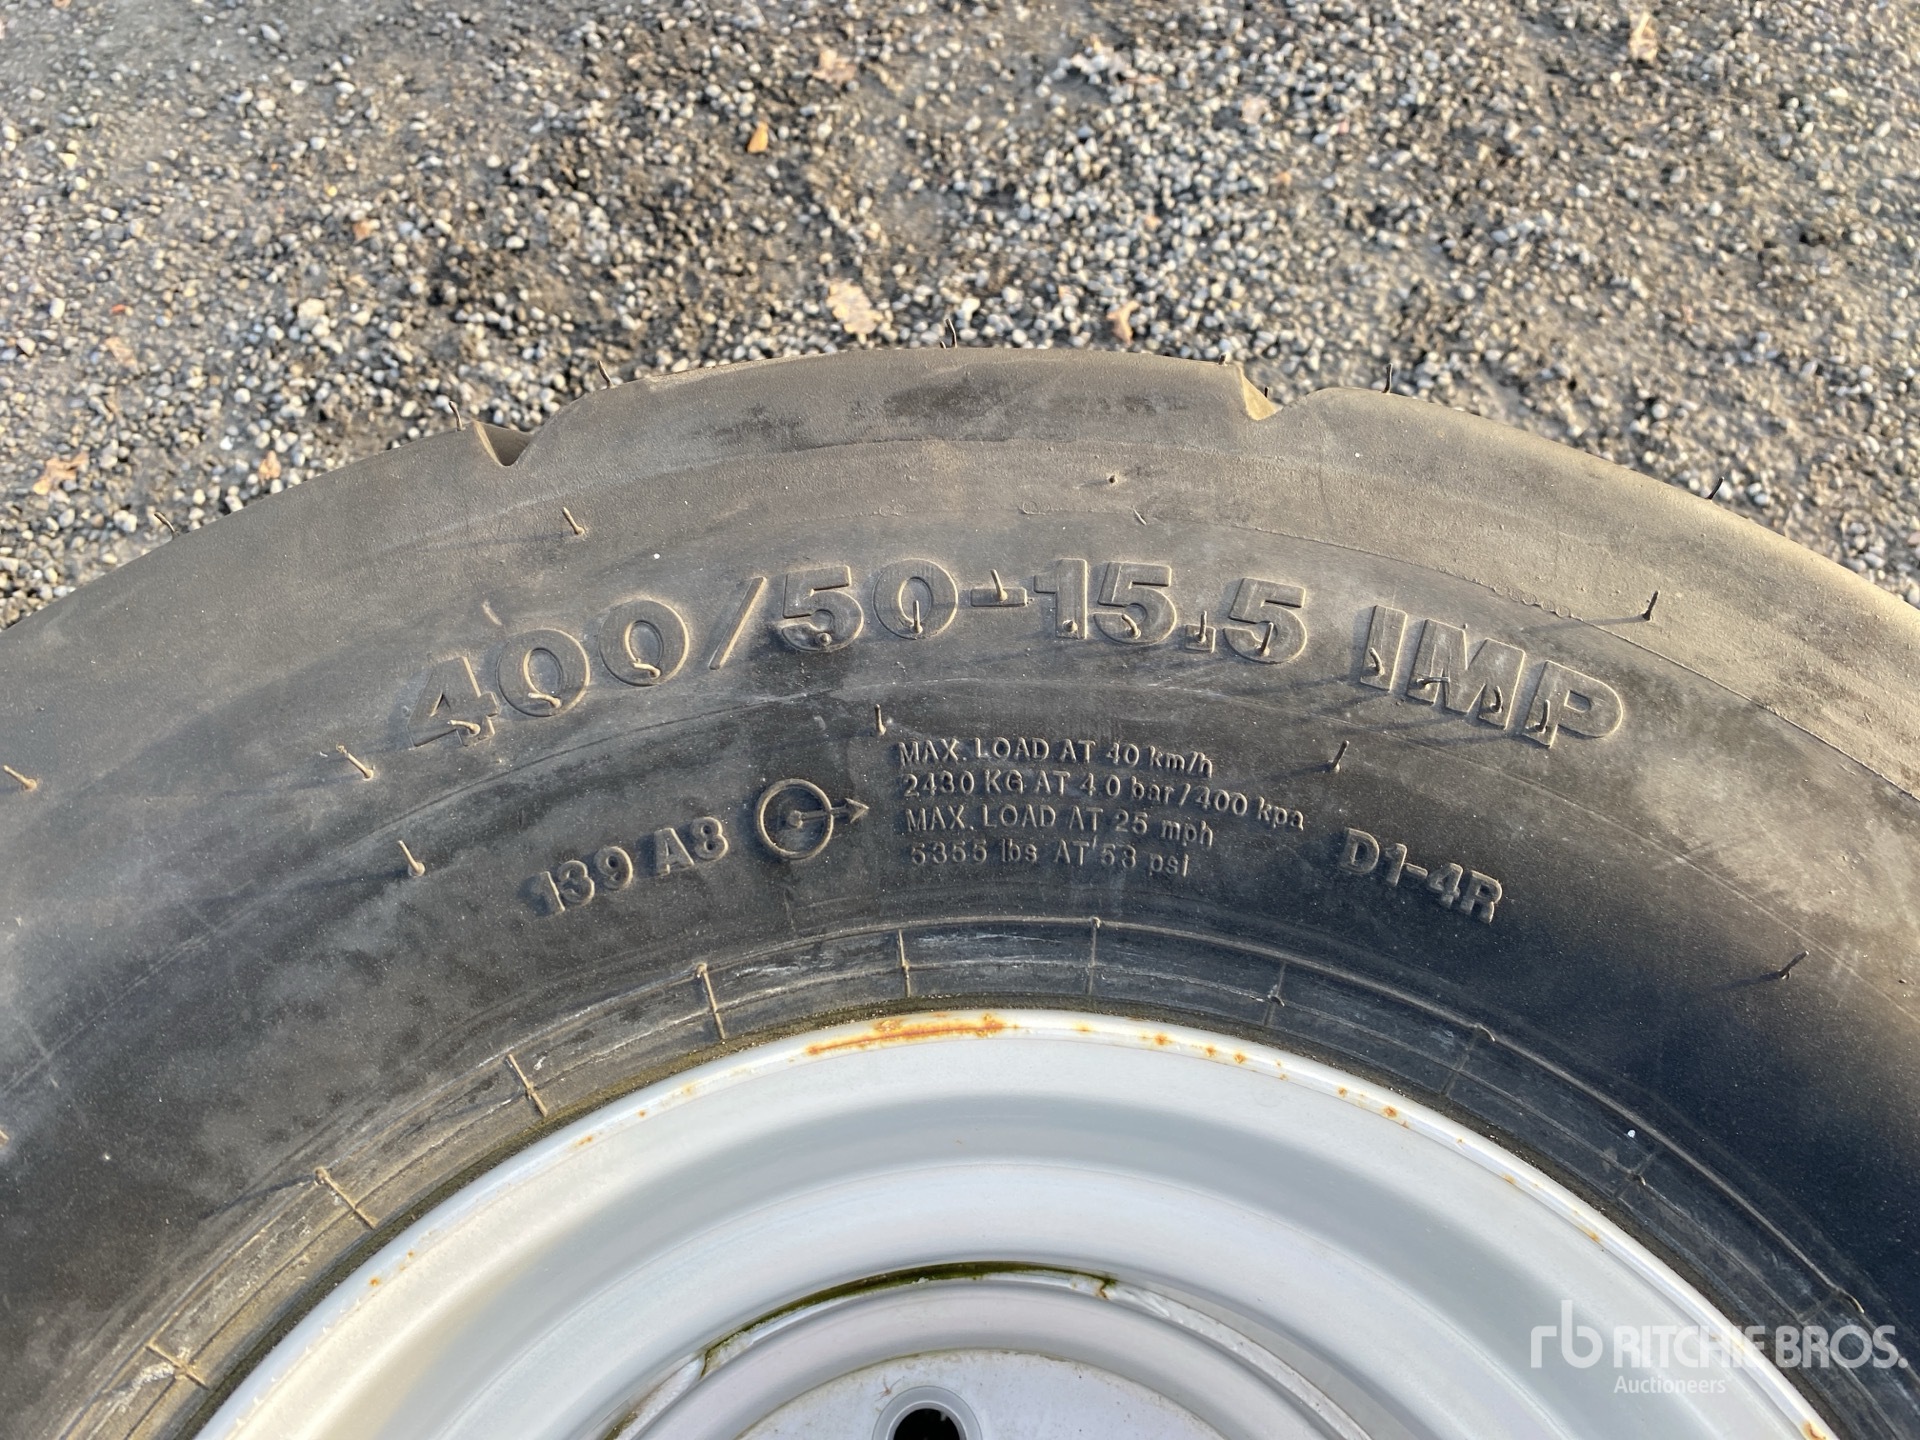 400/50-15.5 IMP
139 A8
MAX. LOAD AT 40 km/h
2430 KG AT 4.0 bar / 400 kpa
MAX. LOAD AT 25 mph
5355 lbs AT 58 psi
D1-4R
rb RITCHIE BROS.
Auctioneers